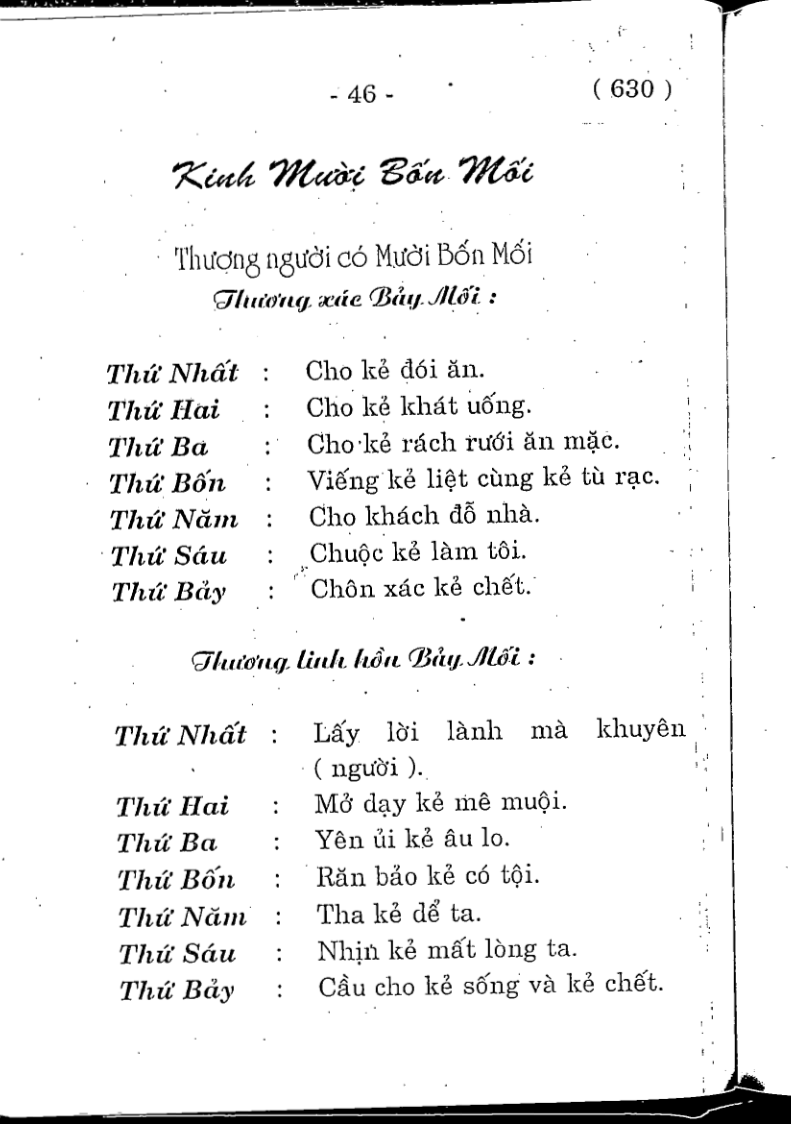 - 46 -
( 630 )
Kinh Mười Bốn Mối
Thương người có Mười Bốn Mối
Thương xác Bảy Mối :
Thứ Nhất : Cho kẻ đói ăn.
Thứ Hai : Cho kẻ khát uống.
Thứ Ba : Cho kẻ rách rưới ăn mặc.
Thứ Bốn : Viếng kẻ liệt cùng kẻ tù rạc.
Thứ Năm : Cho khách đỗ nhà.
Thứ Sáu : Chuộc kẻ làm tôi.
Thứ Bảy : Chôn xác kẻ chết.
Thương linh hồn Bảy Mối :
Thứ Nhất : Lấy lời lành mà khuyên
( người ).
Thứ Hai : Mở dạy kẻ mê muội.
Thứ Ba : Yên ủi kẻ âu lo.
Thứ Bốn : Răn bảo kẻ có tội.
Thứ Năm : Tha kẻ dể ta.
Thứ Sáu : Nhịn kẻ mất lòng ta.
Thứ Bảy : Cầu cho kẻ sống và kẻ chết.